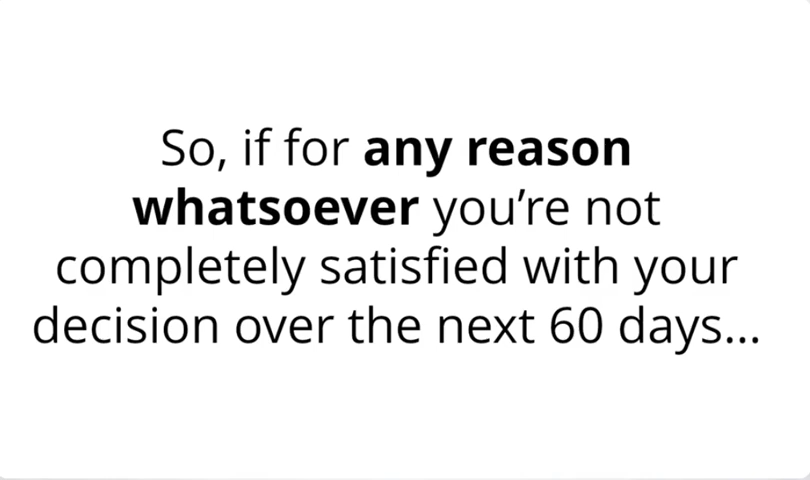 So, if for any reason
whatsoever you’re not
completely satisfied with your
decision over the next 60 days...